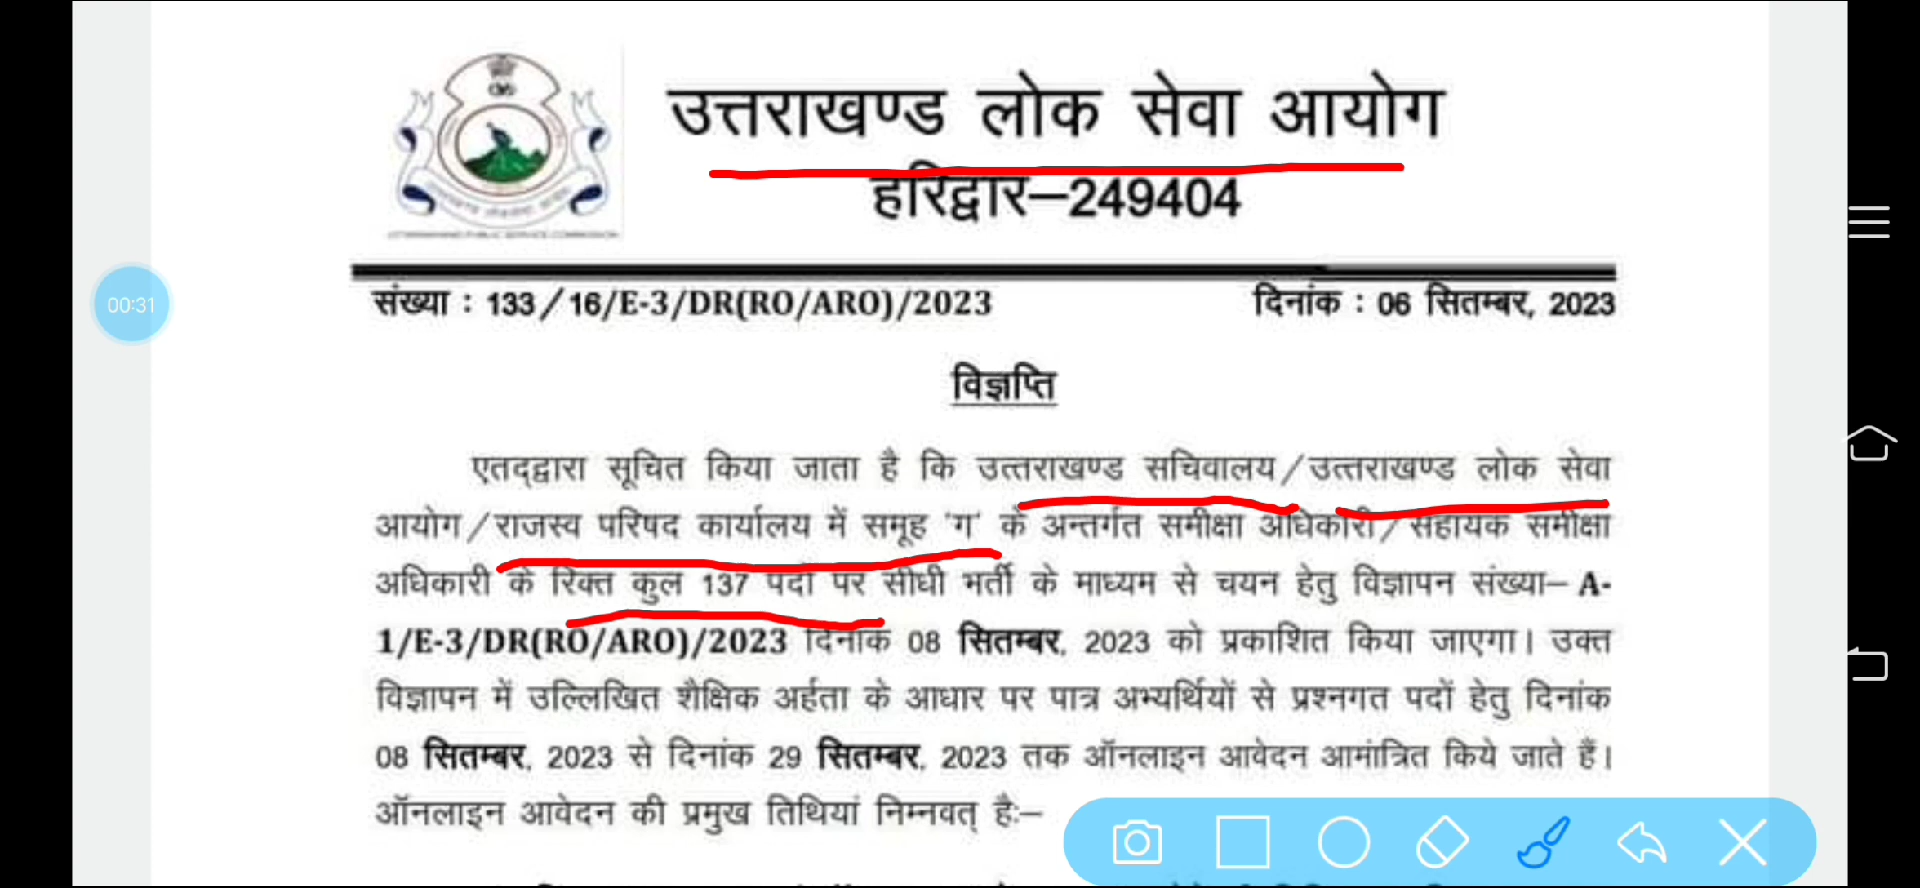 उत्तराखण्ड लोक सेवा आयोग
हरिद्वार–249404
संख्या : 133/16/E-3/DR(RO/ARO)/2023 दिनांक : 06 सितम्बर, 2023
विज्ञप्ति
एतद्द्वारा सूचित किया जाता है कि उत्तराखण्ड सचिवालय/उत्तराखण्ड लोक सेवा
आयोग/राजस्व परिषद कार्यालय में समूह 'ग' के अन्तर्गत समीक्षा अधिकारी/सहायक समीक्षा
अधिकारी के रिक्त कुल 137 पदों पर सीधी भर्ती के माध्यम से चयन हेतु विज्ञापन संख्या– A-
1/E-3/DR(RO/ARO)/2023 दिनांक 08 सितम्बर, 2023 को प्रकाशित किया जाएगा। उक्त
विज्ञापन में उल्लिखित शैक्षिक अर्हता के आधार पर पात्र अभ्यर्थियों से प्रश्नगत पदों हेतु दिनांक
08 सितम्बर, 2023 से दिनांक 29 सितम्बर, 2023 तक ऑनलाइन आवेदन आमंत्रित किये जाते हैं।
ऑनलाइन आवेदन की प्रमुख तिथियां निम्नवत् है:–
00:31